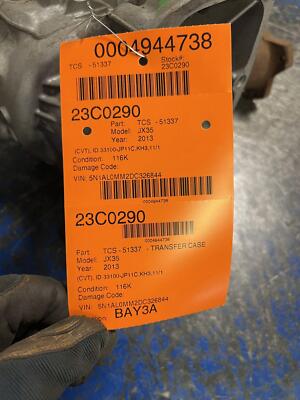 0004944738
TCS - 51337 Stock#:
23C0290
23C0290
Part: TCS - 51337
Model: JX35
Year: 2013
(CVT), ID 33100-JP11C,KH3,11/1
Condition: 116K
Damage Code:
VIN: 5N1AL0MM2DC326844
0004944738
23C0290
0004944738
Part: TCS - 51337 - TRANSFER CASE
Model: JX35
Year: 2013
(CVT), ID 33100-JP11C,KH3,11/1
Condition: 116K
Damage Code:
VIN: 5N1AL0MM2DC326844
BAY3A